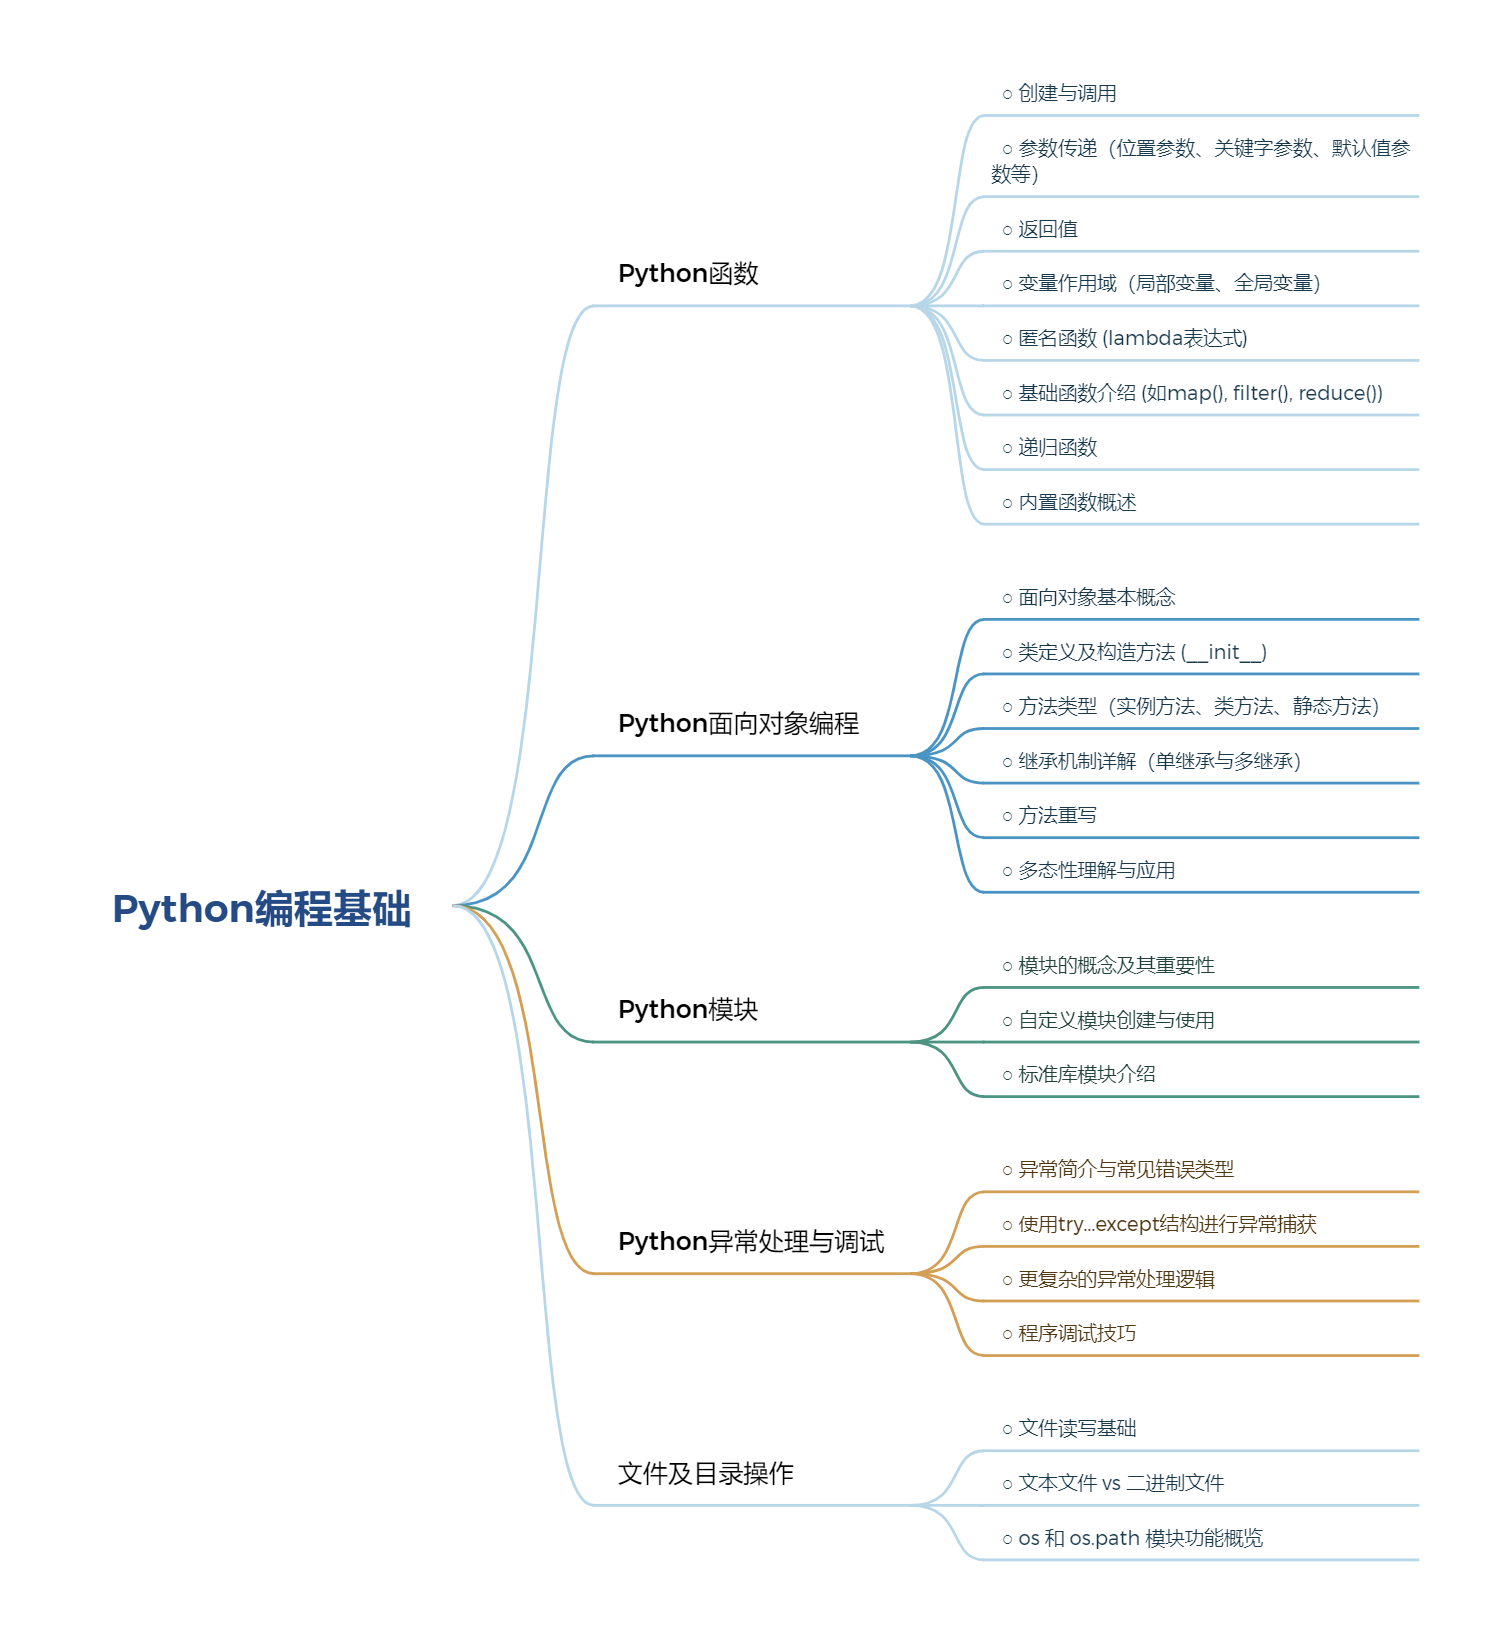 Python编程基础
Python函数
○ 创建与调用
○ 参数传递（位置参数、关键字参数、默认值参
数等）
○ 返回值
○ 变量作用域（局部变量、全局变量）
○ 匿名函数 (lambda表达式)
○ 基础函数介绍 (如map(), filter(), reduce())
○ 递归函数
○ 内置函数概述
Python面向对象编程
○ 面向对象基本概念
○ 类定义及构造方法 (__init__)
○ 方法类型（实例方法、类方法、静态方法）
○ 继承机制详解（单继承与多继承）
○ 方法重写
○ 多态性理解与应用
Python模块
○ 模块的概念及其重要性
○ 自定义模块创建与使用
○ 标准库模块介绍
Python异常处理与调试
○ 异常简介与常见错误类型
○ 使用try...except结构进行异常捕获
○ 更复杂的异常处理逻辑
○ 程序调试技巧
文件及目录操作
○ 文件读写基础
○ 文本文件 vs 二进制文件
○ os 和 os.path 模块功能概览